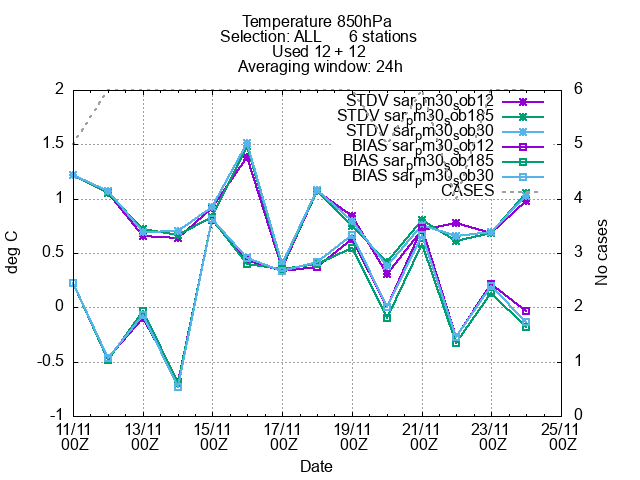 Temperature 850hPa
Selection: ALL 6 stations
Used 12 + 12
Averaging window: 24h
STDV sar_pm30_sob12
STDV sar_pm30_sob185
STDV sar_pm30_sob30
BIAS sar_pm30_sob12
BIAS sar_pm30_sob185
BIAS sar_pm30_sob30
CASES
2
1.5
1
0.5
0
-0.5
-1
deg C
6
5
4
3
2
1
0
No cases
11/11 13/11 15/11 17/11 19/11 21/11 23/11 25/11
00Z 00Z 00Z 00Z 00Z 00Z 00Z 00Z
Date